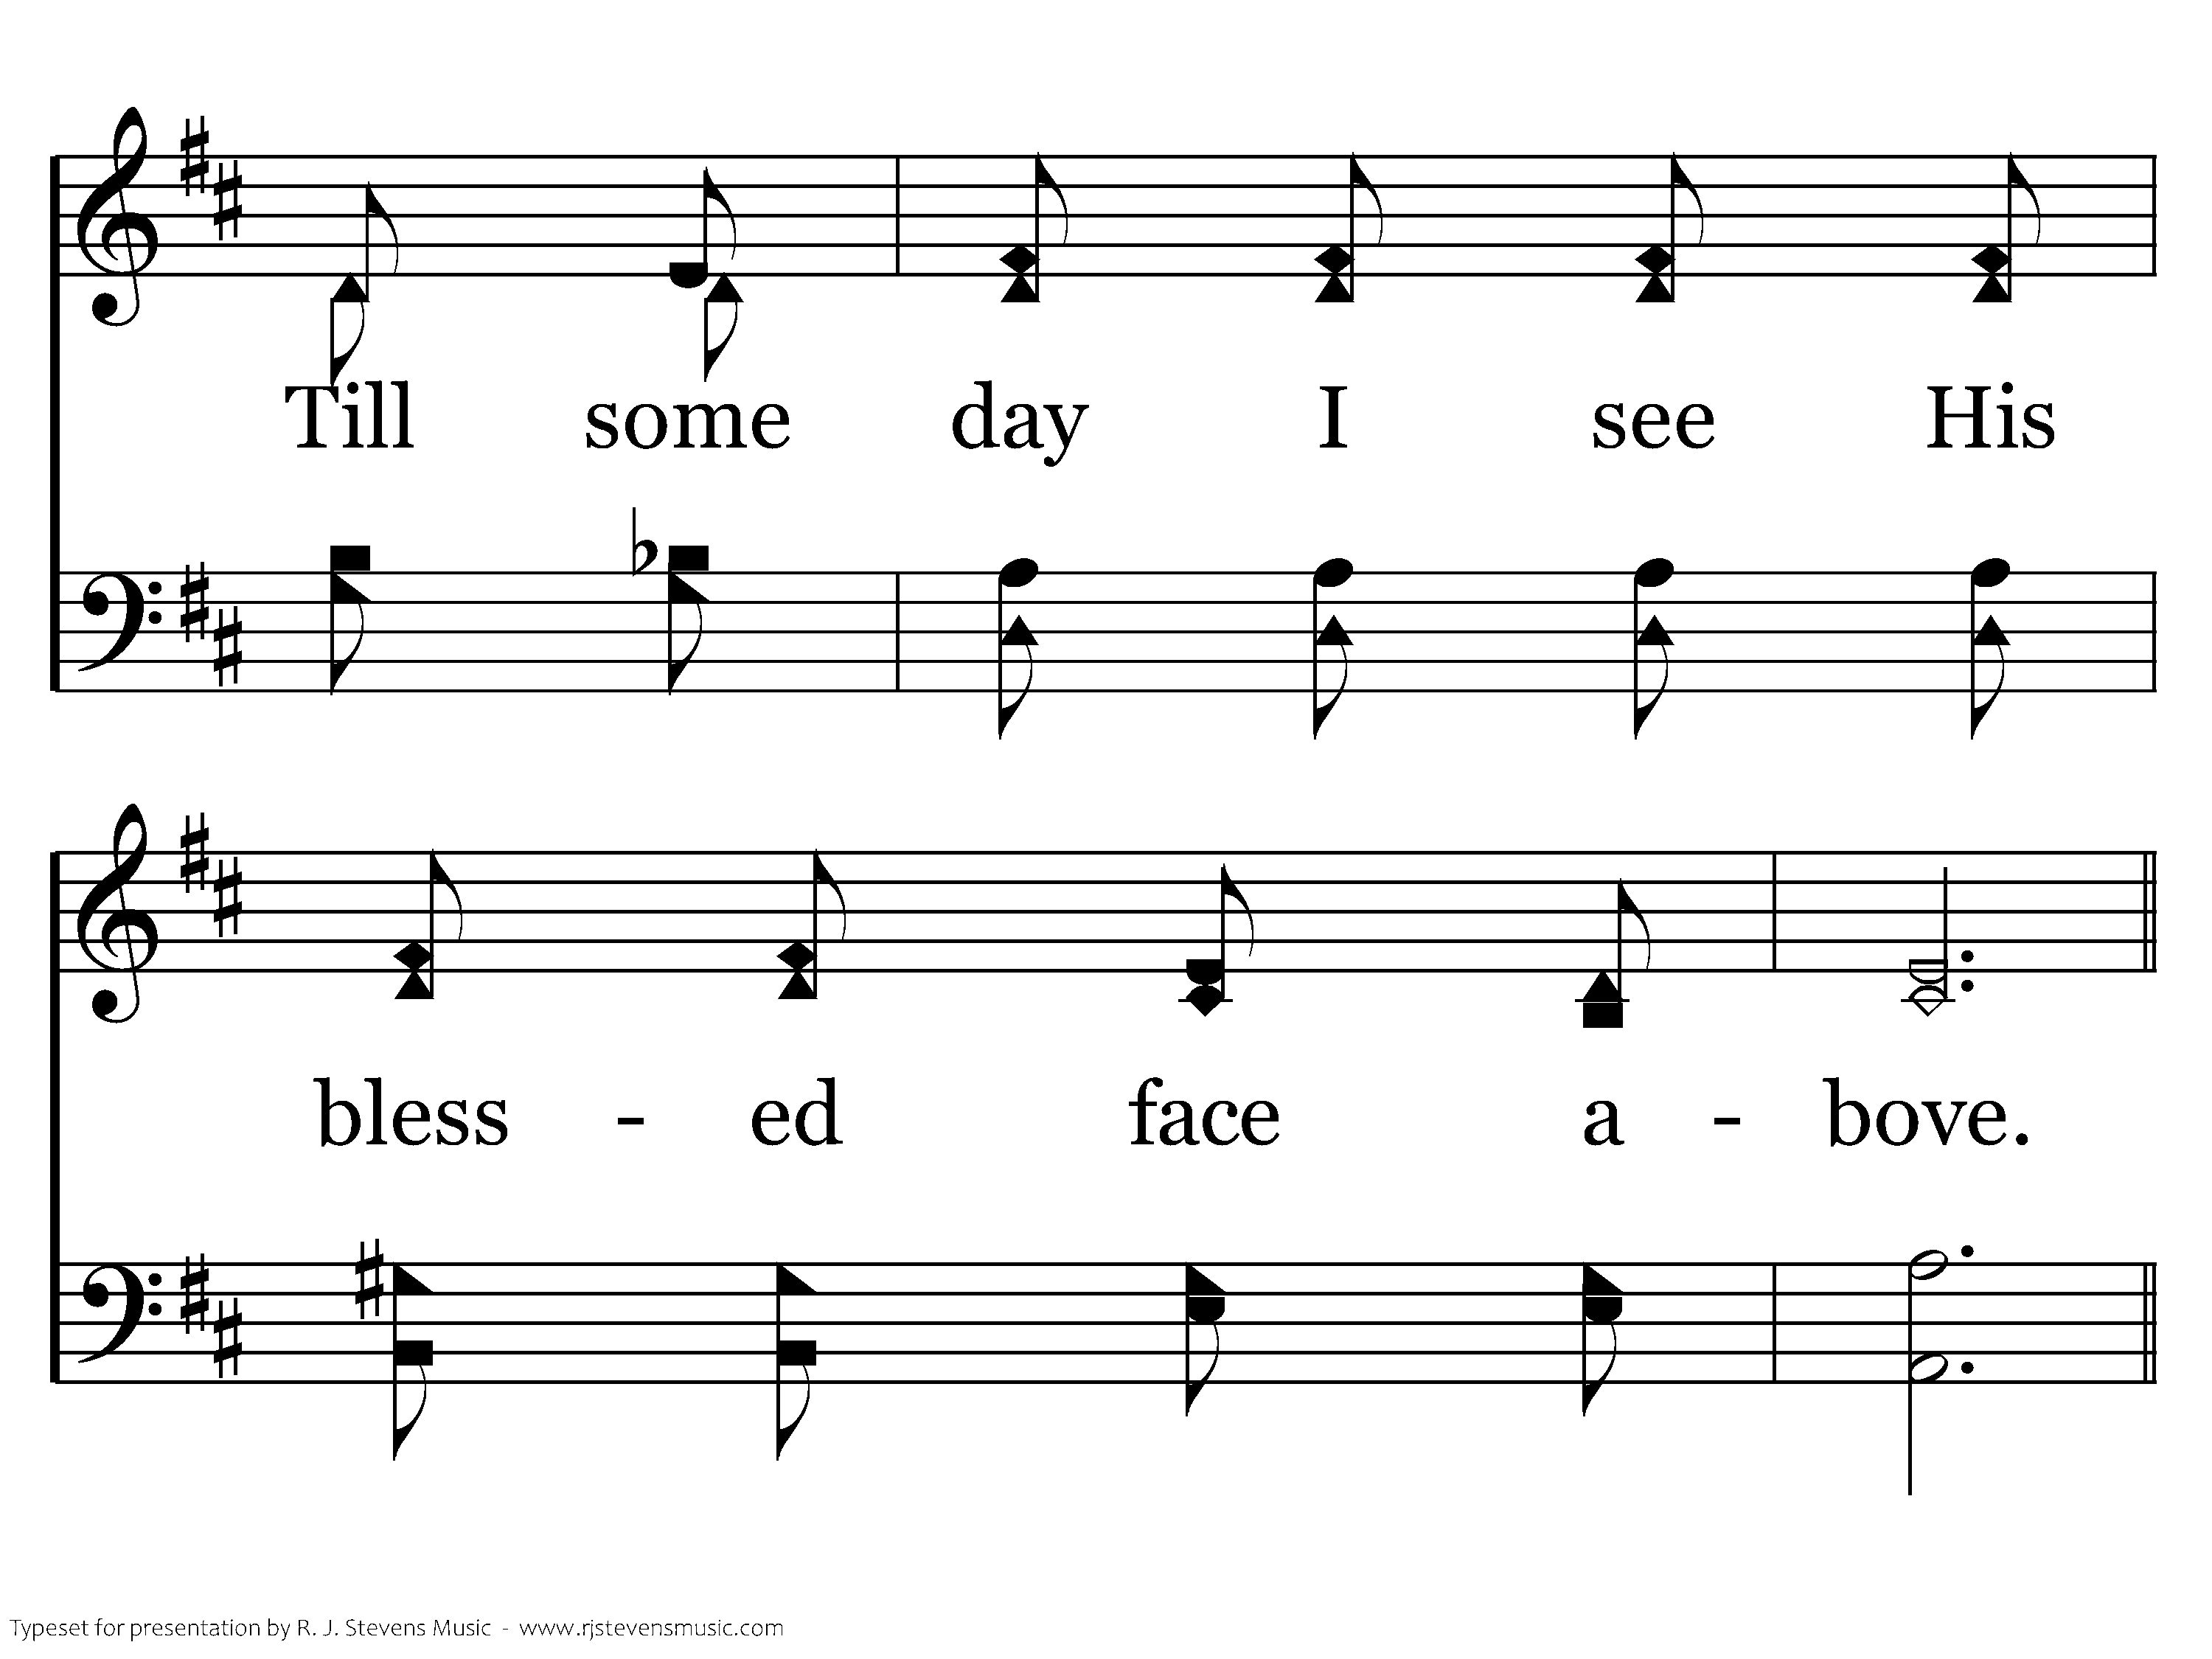 Till some day I see His
bless - ed face a - bove.
Typeset for presentation by R. J. Stevens Music - www.rjstevensmusic.com